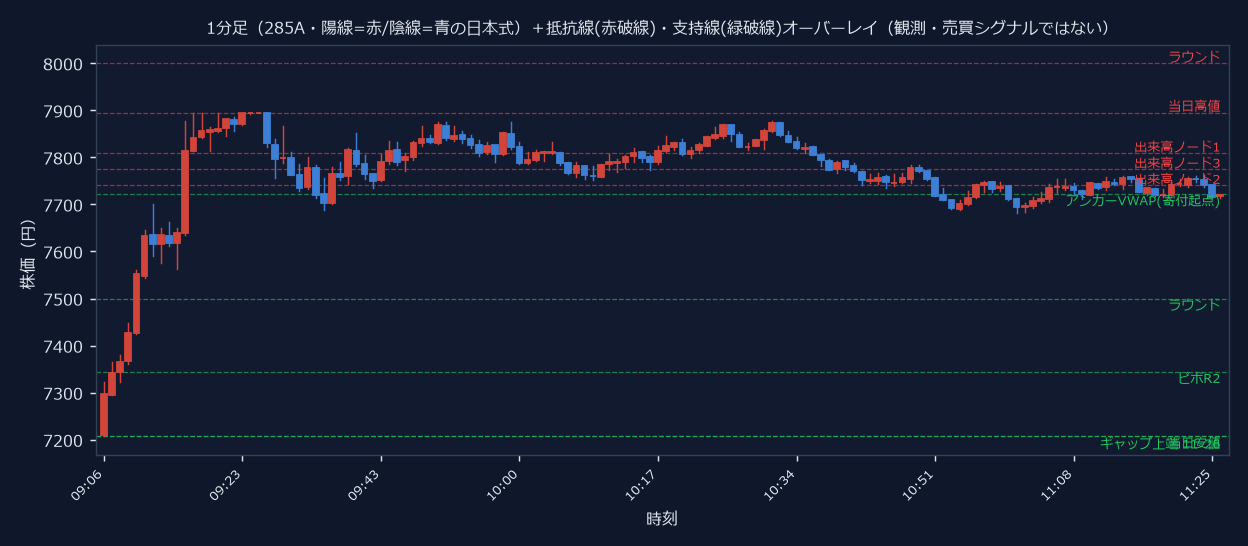 1分足（285A・陽線=赤/陰線=青の日本式）＋抵抗線(赤破線)・支持線(緑破線)オーバーレイ（観測・売買シグナルではない）
株価（円）
8000
7900
7800
7700
7600
7500
7400
7300
7200
ラウンド
当日高値
出来高ノード1
出来高ノード3
出来高ノード2
アンカーVWAP(寄付起点)
ラウンド
ピボR2
ギャップ上端
09:06
09:23
09:43
10:00
10:17
10:34
10:51
11:08
11:25
時刻